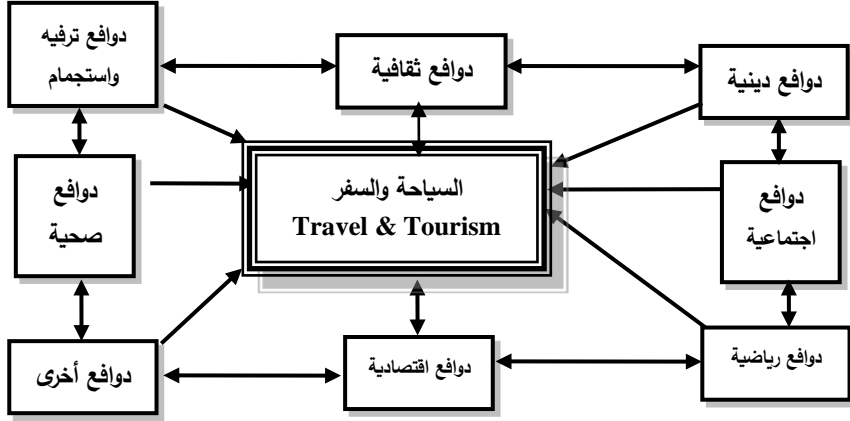 دوافع دينية
دوافع ثقافية
دوافع ترفيه
واستجمام
دوافع
اجتماعية
السياحة والسفر
Travel & Tourism
دوافع
صحية
دوافع رياضية
دوافع اقتصادية
دوافع أخرى